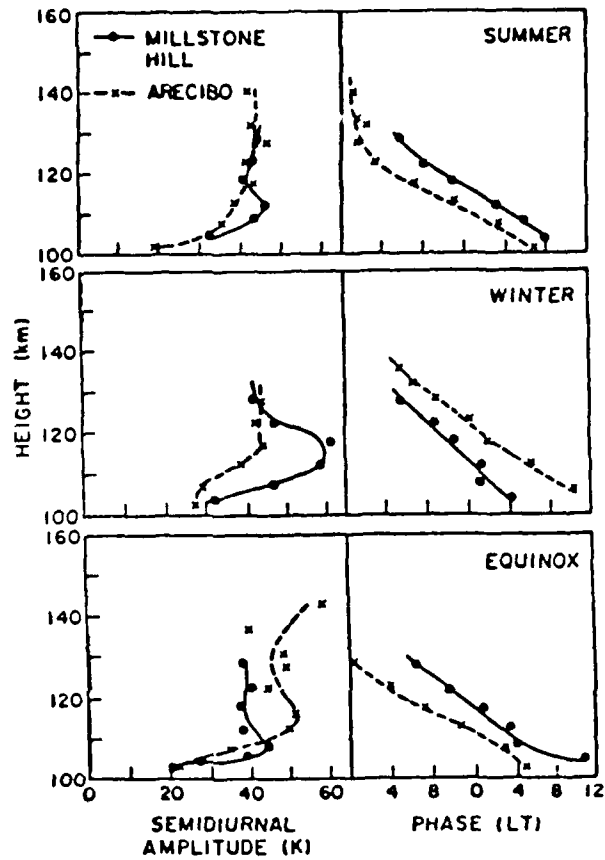 160
140
120
100
MILLSTONE
HILL
ARECIBO
SUMMER
160
140
120
100
WINTER
HEIGHT (km)
160
140
120
100
EQUINOX
0 20 40 60
4 8 0 4 8 12
SEMIDIURNAL
AMPLITUDE (K)
PHASE (LT)